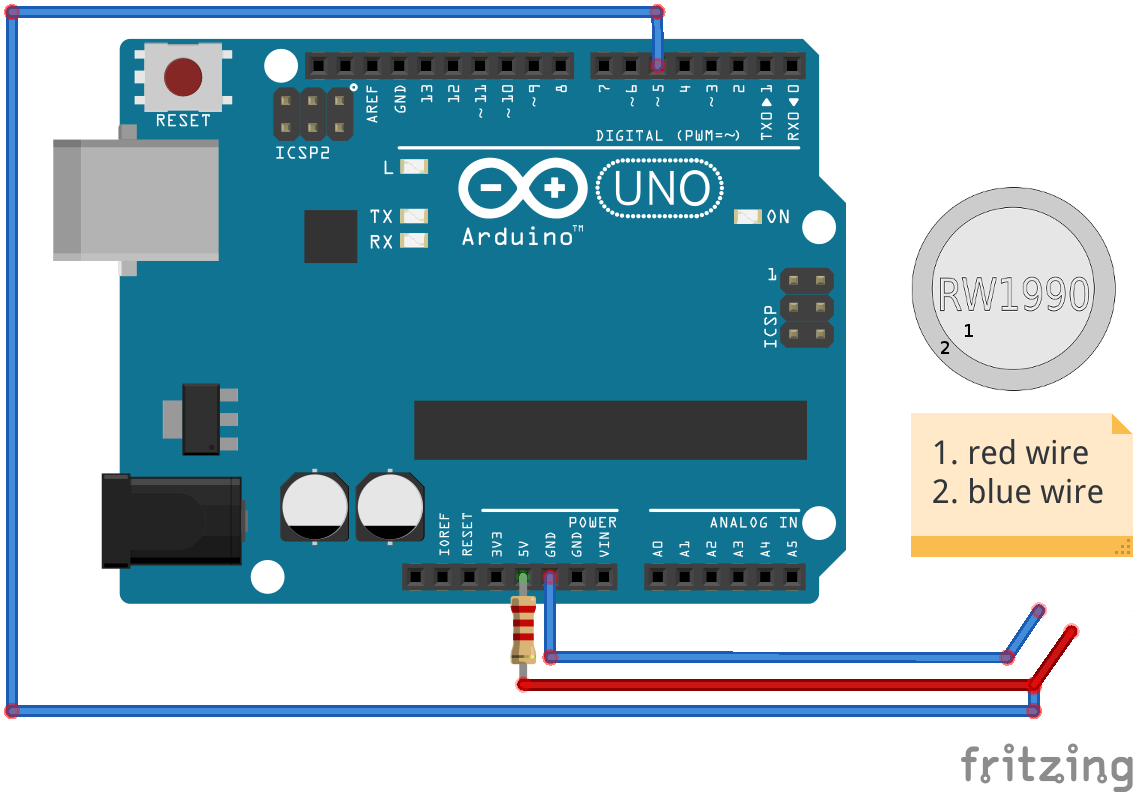 RESET
ICSP2
AREF
GND
13
12
~11
~10
~9
8
7
~6
~5
4
~3
2
TX0▶1
RX0◀0
DIGITAL (PWM=~)
L
TX
RX
Arduino™
UNO
ON
1
ICSP
RW1990
1
2
1. red wire
2. blue wire
IOREF
RESET
3V3
5V
GND
GND
VIN
POWER
ANALOG IN
A0
A1
A2
A3
A4
A5
fritzing